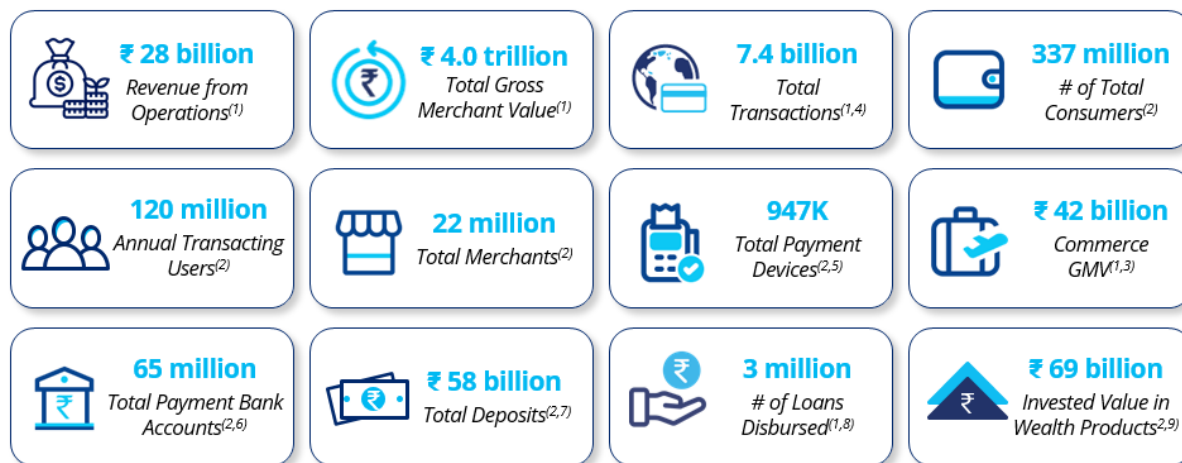 ₹ 28 billion
Revenue from
Operations(1)
₹ 4.0 trillion
Total Gross
Merchant Value(1)
7.4 billion
Total
Transactions(1,4)
337 million
# of Total
Consumers(2)
120 million
Annual Transacting
Users(2)
22 million
Total Merchants(2)
947K
Total Payment
Devices(2,5)
₹ 42 billion
Commerce
GMV(1,3)
65 million
Total Payment Bank
Accounts(2,6)
₹ 58 billion
Total Deposits(2,7)
3 million
# of Loans
Disbursed(1,8)
₹ 69 billion
Invested Value in
Wealth Products2,9)